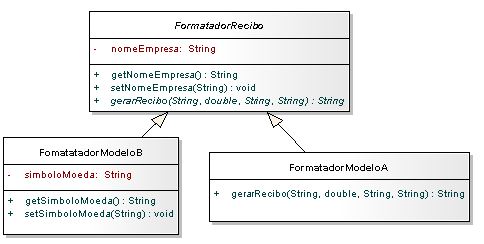 FormatadorRecibo
- nomeEmpresa: String
+ getNomeEmpresa() : String
+ setNomeEmpresa(String) : void
+ gerarRecibo(String, double, String, String) : String
FomatatadorModeloB
- simboloMoeda: String
+ getSimboloMoeda() : String
+ setSimboloMoeda(String) : void
FormatadorModeloA
+ gerarRecibo(String, double, String, String) : String